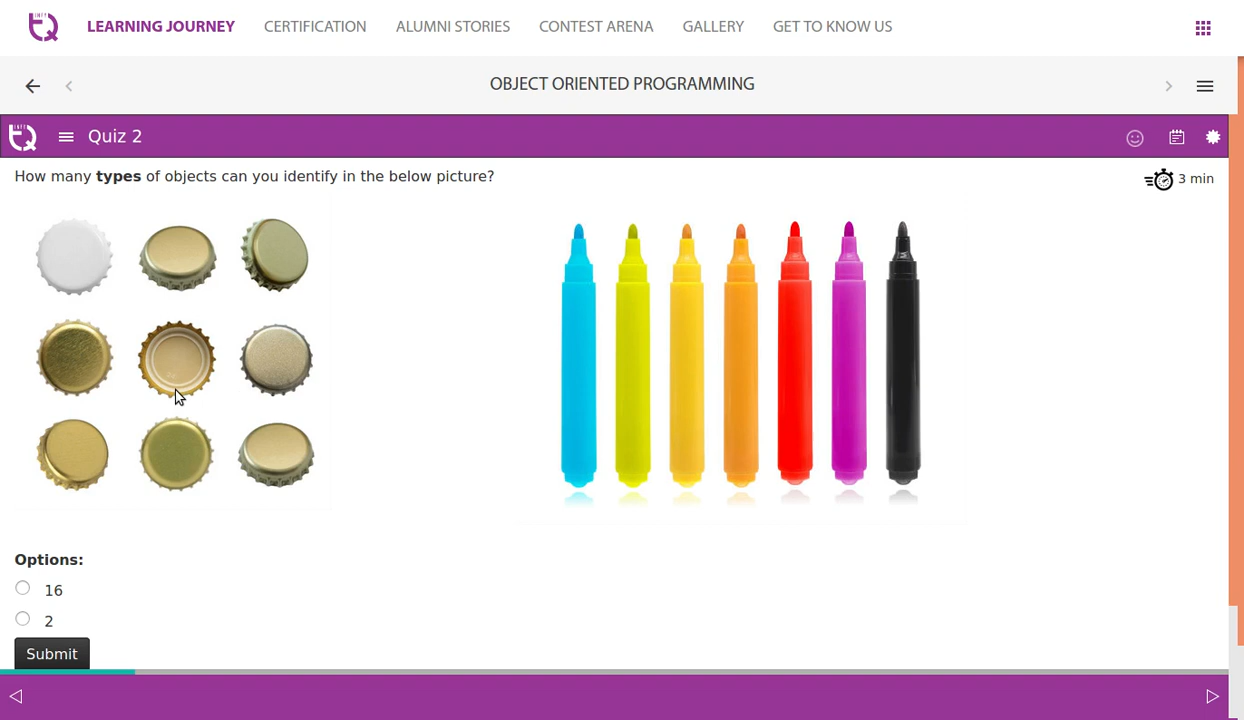 LEARNING JOURNEY CERTIFICATION ALUMNI STORIES CONTEST ARENA GALLERY GET TO KNOW US
OBJECT ORIENTED PROGRAMMING
Quiz 2
How many types of objects can you identify in the below picture?
3 min
Options:
16
2
Submit